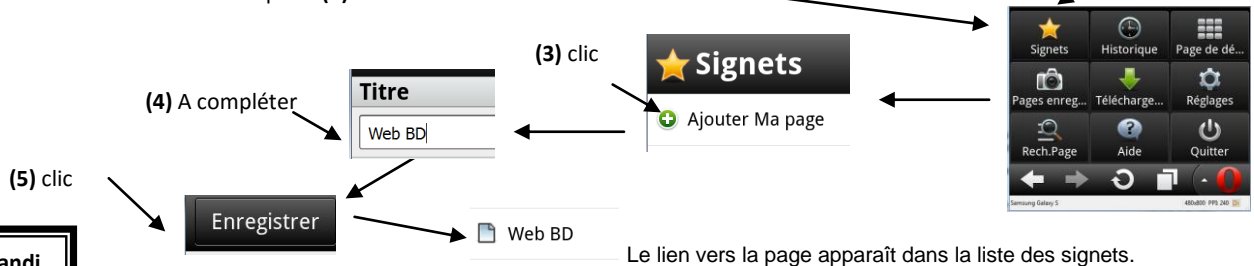 Signets Historique Page de dé...
Pages enreg... Télécharge... Réglages
Rech.Page Aide Quitter
Samsung Galaxy S 480x800 PPI 240
(3) clic
Signets
Ajouter Ma page
(4) A compléter
Titre
Web BD
(5) clic
Enregistrer
Web BD
Le lien vers la page apparaît dans la liste des signets.